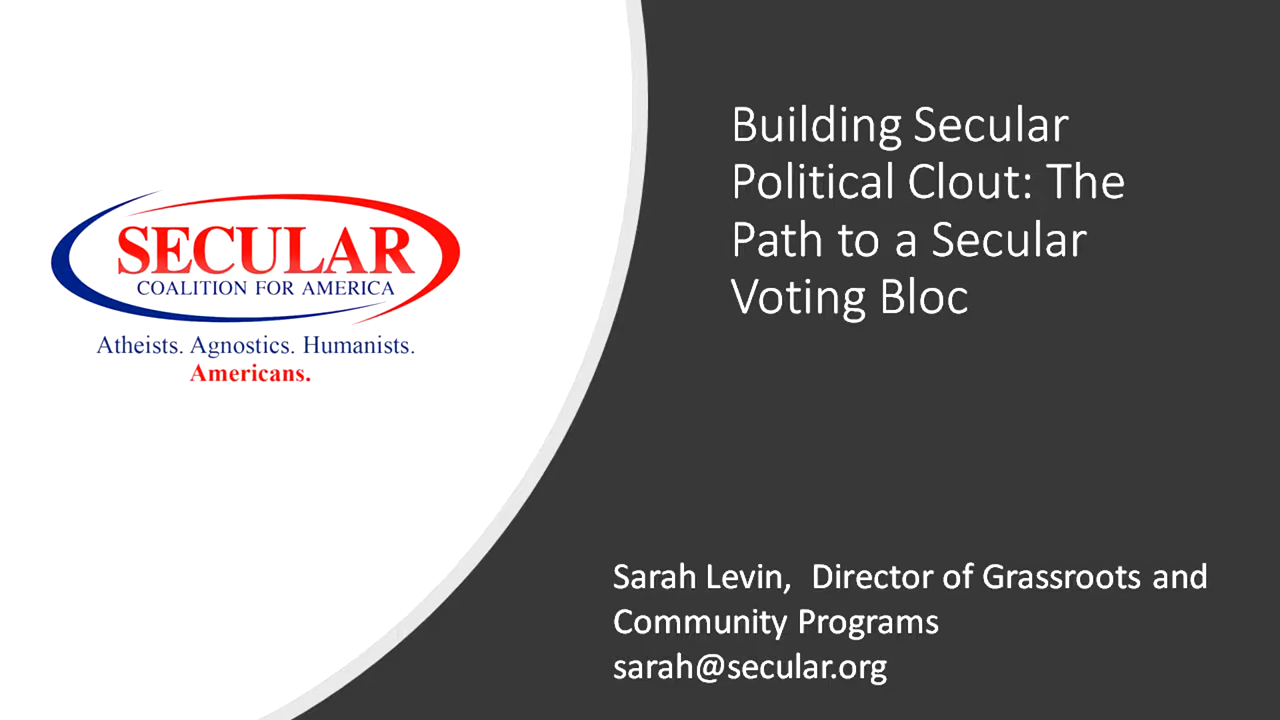 SECULAR
COALITION FOR AMERICA
Atheists. Agnostics. Humanists.
Americans.
Building Secular
Political Clout: The
Path to a Secular
Voting Bloc
Sarah Levin,  Director of Grassroots and
Community Programs
sarah@secular.org